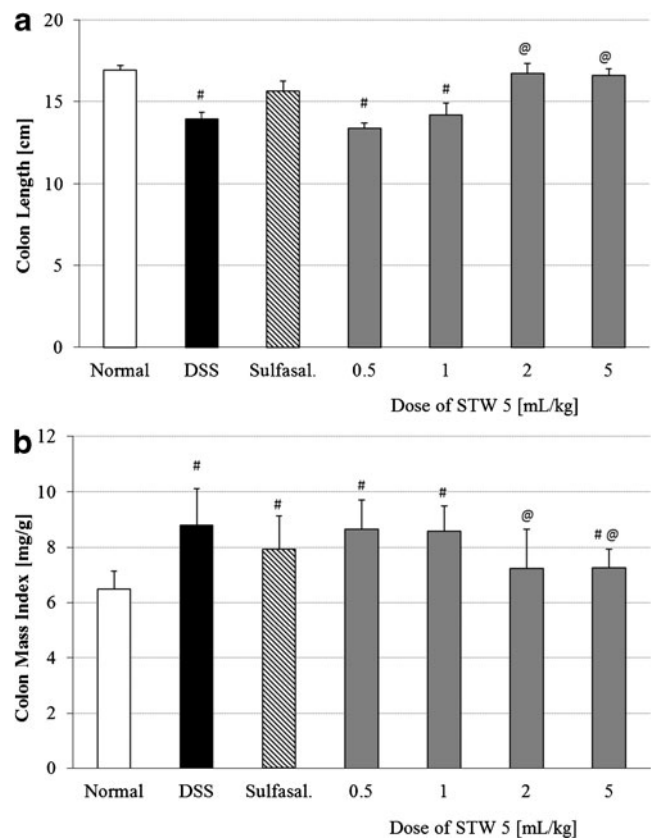 a
20
@ @
#
# #
15
10
5
0
Colon Length [cm]
Normal DSS Sulfasal. 0.5 1 2 5
Dose of STW 5 [mL/kg]
b
12
# # # # @ # @
10
8
6
4
2
0
Colon Mass Index [mg/g]
Normal DSS Sulfasal. 0.5 1 2 5
Dose of STW 5 [mL/kg]